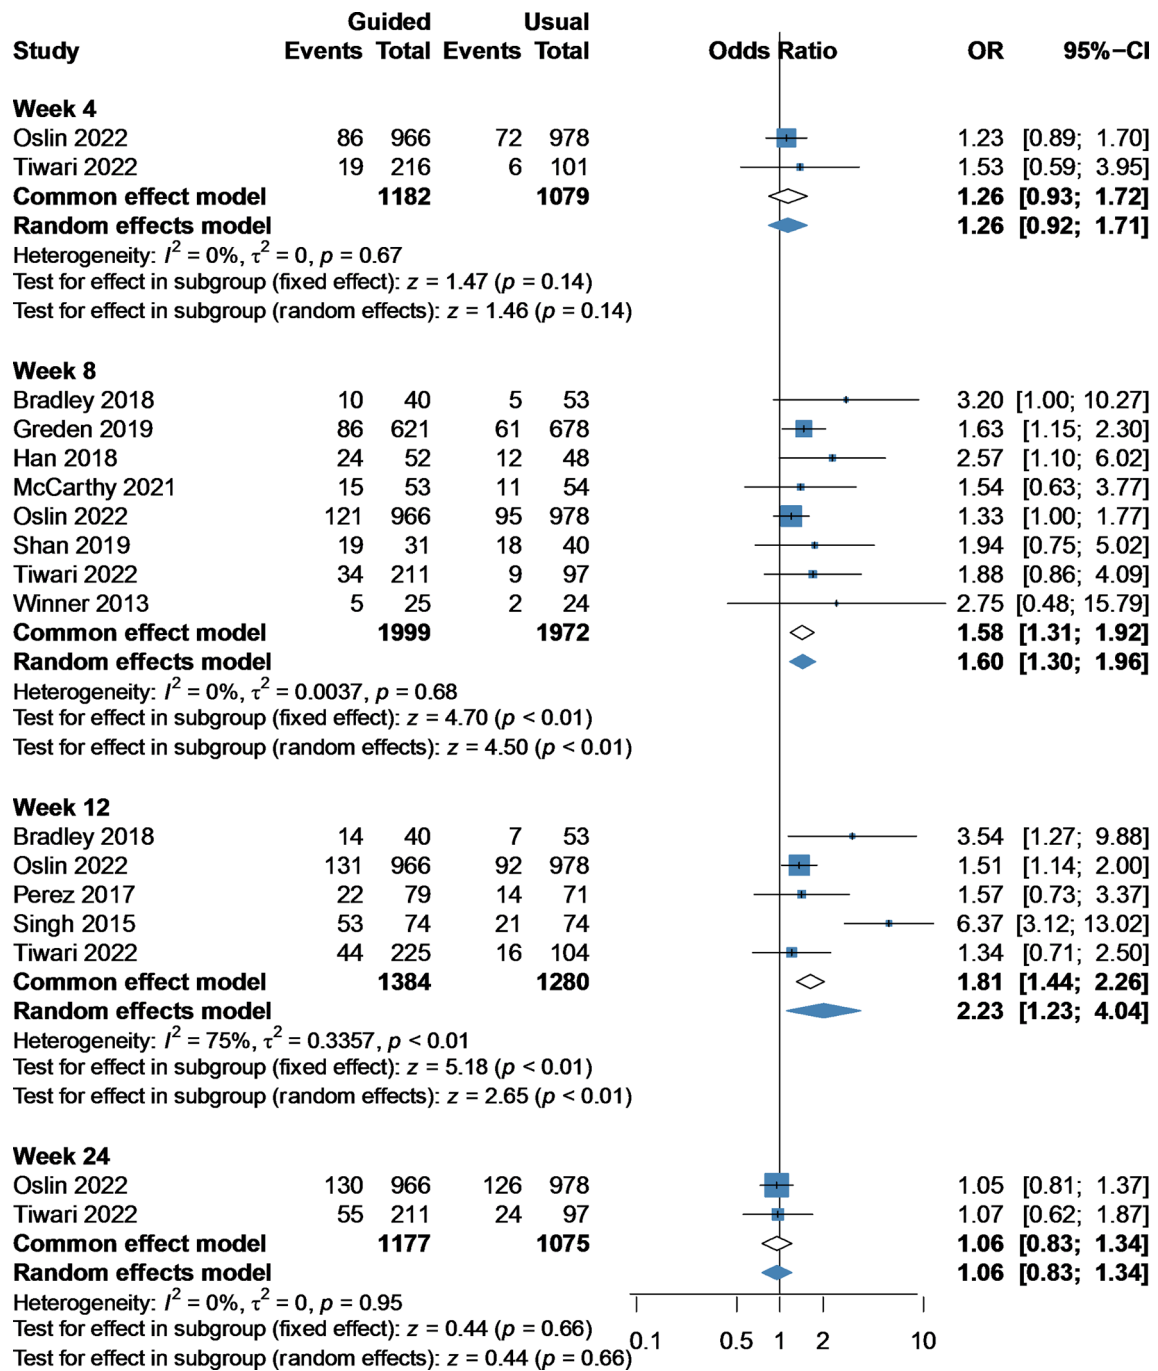 Guided Usual
Study Events Total Events Total Odds Ratio OR 95%−CI
Week 4
Oslin 2022 86 966 72 978 1.23 [0.89; 1.70]
Tiwari 2022 19 216 6 101 1.53 [0.59; 3.95]
Common effect model 1182 1079 1.26 [0.93; 1.72]
Random effects model 1.26 [0.92; 1.71]
Heterogeneity: I² = 0%, τ² = 0, p = 0.67
Test for effect in subgroup (fixed effect): z = 1.47 (p = 0.14)
Test for effect in subgroup (random effects): z = 1.46 (p = 0.14)
Week 8
Bradley 2018 10 40 5 53 3.20 [1.00; 10.27]
Greden 2019 86 621 61 678 1.63 [1.15; 2.30]
Han 2018 24 52 12 48 2.57 [1.10; 6.02]
McCarthy 2021 15 53 11 54 1.54 [0.63; 3.77]
Oslin 2022 121 966 95 978 1.33 [1.00; 1.77]
Shan 2019 19 31 18 40 1.94 [0.75; 5.02]
Tiwari 2022 34 211 9 97 1.88 [0.86; 4.09]
Winner 2013 5 25 2 24 2.75 [0.48; 15.79]
Common effect model 1999 1972 1.58 [1.31; 1.92]
Random effects model 1.60 [1.30; 1.96]
Heterogeneity: I² = 0%, τ² = 0.0037, p = 0.68
Test for effect in subgroup (fixed effect): z = 4.70 (p < 0.01)
Test for effect in subgroup (random effects): z = 4.50 (p < 0.01)
Week 12
Bradley 2018 14 40 7 53 3.54 [1.27; 9.88]
Oslin 2022 131 966 92 978 1.51 [1.14; 2.00]
Perez 2017 22 79 14 71 1.57 [0.73; 3.37]
Singh 2015 53 74 21 74 6.37 [3.12; 13.02]
Tiwari 2022 44 225 16 104 1.34 [0.71; 2.50]
Common effect model 1384 1280 1.81 [1.44; 2.26]
Random effects model 2.23 [1.23; 4.04]
Heterogeneity: I² = 75%, τ² = 0.3357, p < 0.01
Test for effect in subgroup (fixed effect): z = 5.18 (p < 0.01)
Test for effect in subgroup (random effects): z = 2.65 (p < 0.01)
Week 24
Oslin 2022 130 966 126 978 1.05 [0.81; 1.37]
Tiwari 2022 55 211 24 97 1.07 [0.62; 1.87]
Common effect model 1177 1075 1.06 [0.83; 1.34]
Random effects model 1.06 [0.83; 1.34]
Heterogeneity: I² = 0%, τ² = 0, p = 0.95
Test for effect in subgroup (fixed effect): z = 0.44 (p = 0.66)
Test for effect in subgroup (random effects): z = 0.44 (p = 0.66)
0.1 0.5 1 2 10